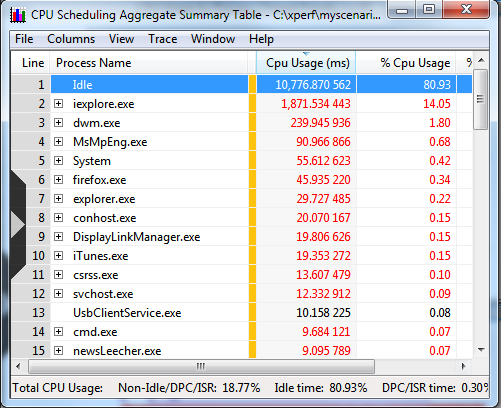 CPU Scheduling Aggregate Summary Table - C:\xperf\myscenari...
File Columns View Trace Window Help
Line Process Name Cpu Usage (ms) % Cpu Usage %
1 Idle 10,776.870 562 80.93
2 iexplore.exe 1,871.534 443 14.05
3 dwm.exe 239.945 936 1.80
4 MsMpEng.exe 90.966 866 0.68
5 System 55.612 623 0.42
6 firefox.exe 45.935 220 0.34
7 explorer.exe 29.727 485 0.22
8 conhost.exe 20.070 167 0.15
9 DisplayLinkManager.exe 19.806 626 0.15
10 iTunes.exe 19.353 272 0.15
11 csrss.exe 13.607 479 0.10
12 svchost.exe 12.332 912 0.09
13 UsbClientService.exe 10.158 225 0.08
14 cmd.exe 9.684 121 0.07
15 newsLeecher.exe 9.095 789 0.07
Total CPU Usage: Non-Idle/DPC/ISR: 18.77% Idle time: 80.93% DPC/ISR time: 0.30%